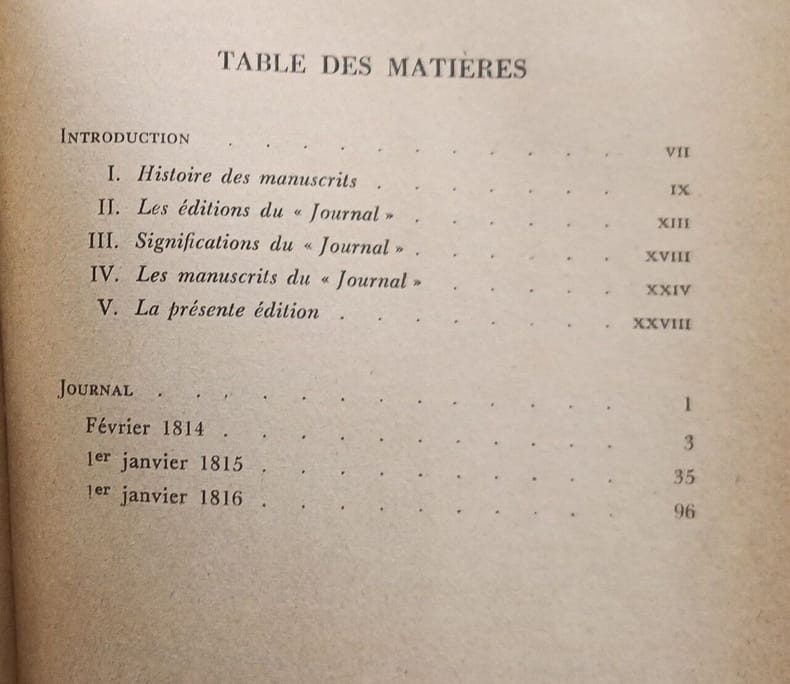 TABLE DES MATIÈRES
INTRODUCTION . . . . . . . . . . . VII
I. Histoire des manuscrits . . . . . . . IX
II. Les éditions du « Journal » . . . . . . XIII
III. Significations du « Journal » . . . . . . XVIII
IV. Les manuscrits du « Journal » . . . . . XXIV
V. La présente édition . . . . . . . . XXVIII
JOURNAL . . . . . . . . . . . . . 1
Février 1814 . . . . . . . . . . . 3
1er janvier 1815 . . . . . . . . . . 35
1er janvier 1816 . . . . . . . . . . 96